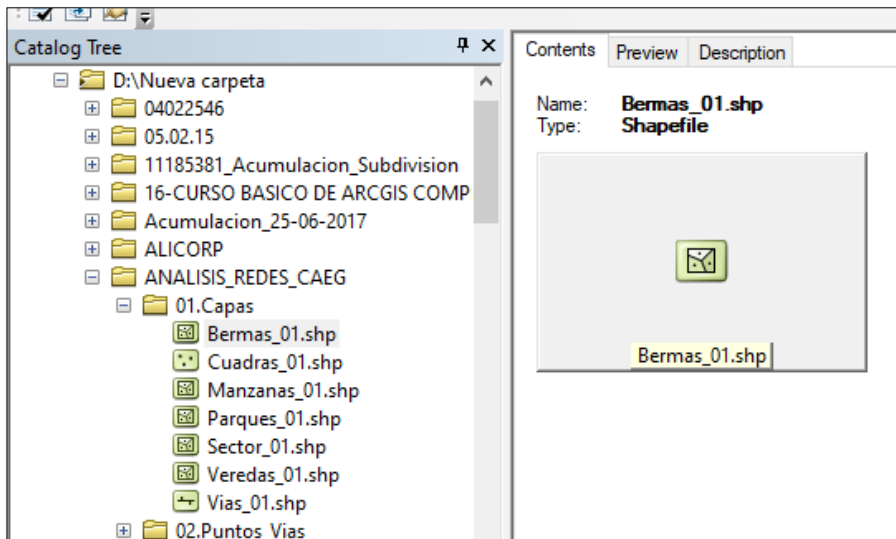 Catalog Tree
D:\Nueva carpeta
04022546
05.02.15
11185381_Acumulacion_Subdivision
16-CURSO BASICO DE ARCGIS COMP
Acumulacion_25-06-2017
ALICORP
ANALISIS_REDES_CAEG
01.Capas
Bermas_01.shp
Cuadras_01.shp
Manzanas_01.shp
Parques_01.shp
Sector_01.shp
Veredas_01.shp
Vias_01.shp
02.Puntos_Vias
Contents Preview Description
Name: Bermas_01.shp
Type: Shapefile
Bermas_01.shp